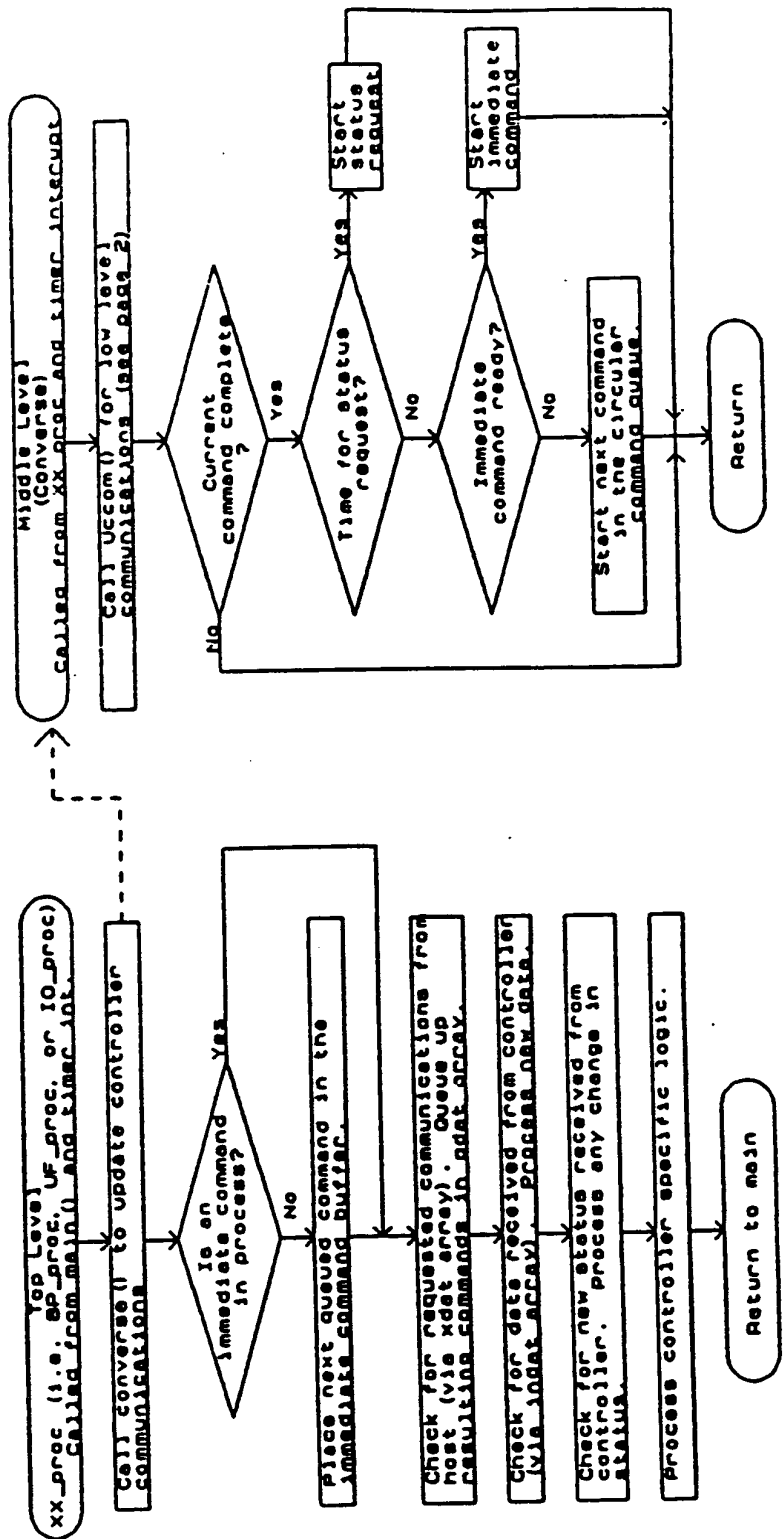 Top Level
xx_proc (i.e. BP_proc, UF_proc, or IO_proc)
Called from main() and timer int.
Call converse() to update controller
communications
Is an
immediate command
in process?
Yes
No
Place next queued command in the
immediate command buffer.
Check for requested communications from
host (via xdat array). Queue up
resulting commands in qdat array.
Check for data received from controller
(via indat array). Process new data.
Check for new status received from
controller. Process any change in
status.
Process controller specific logic.
Return to main
Middle Level
(Converse)
Called from XX_proc and timer interupt
Call Uccom() for low level
communications (see page 2)
Current
command complete
?
No
Yes
Time for status
request?
Yes
No
Start
status
request
Immediate
command ready?
Yes
No
Start
immediate
command
Start next command
in the circular
command queue.
Return